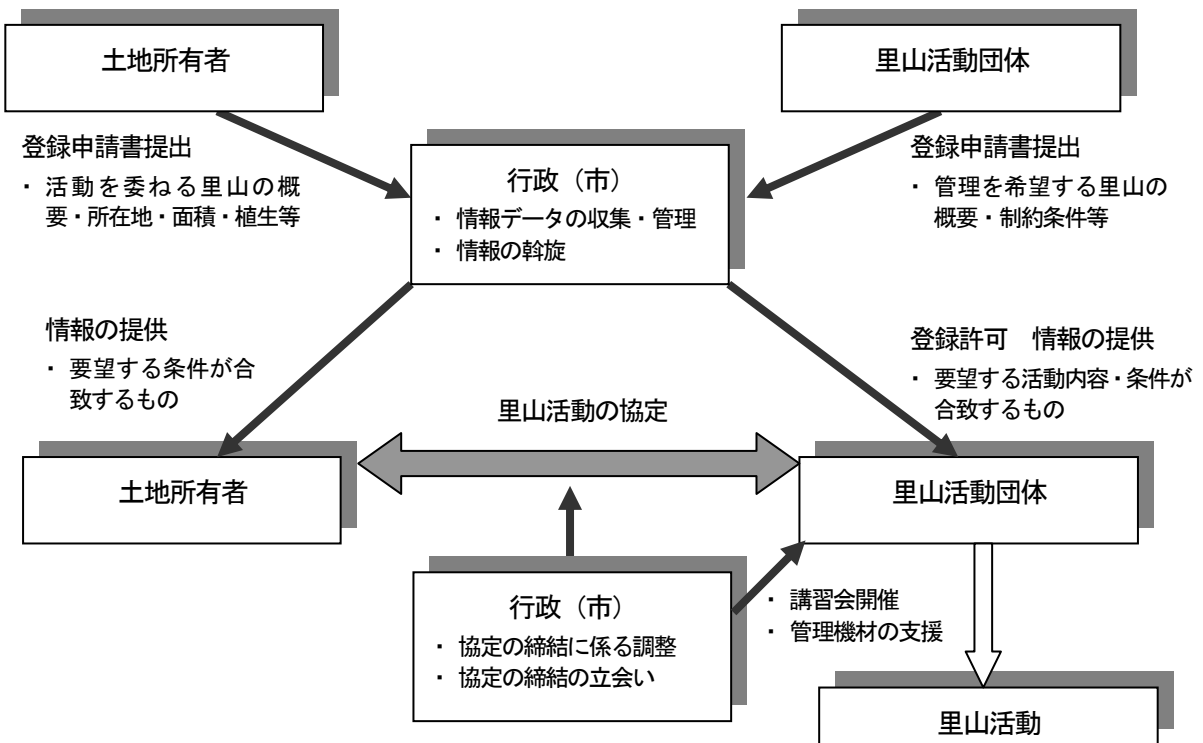 土地所有者
里山活動団体
登録申請書提出
・ 活動を委ねる里山の概
要・所在地・面積・植生等
行政（市）
・ 情報データの収集・管理
・ 情報の斡旋
登録申請書提出
・ 管理を希望する里山の
概要・制約条件等
情報の提供
・ 要望する条件が合
致するもの
登録許可　情報の提供
・ 要望する活動内容・条件が
合致するもの
里山活動の協定
土地所有者
里山活動団体
行政（市）
・ 協定の締結に係る調整
・ 協定の締結の立会い
・ 講習会開催
・ 管理機材の支援
里山活動